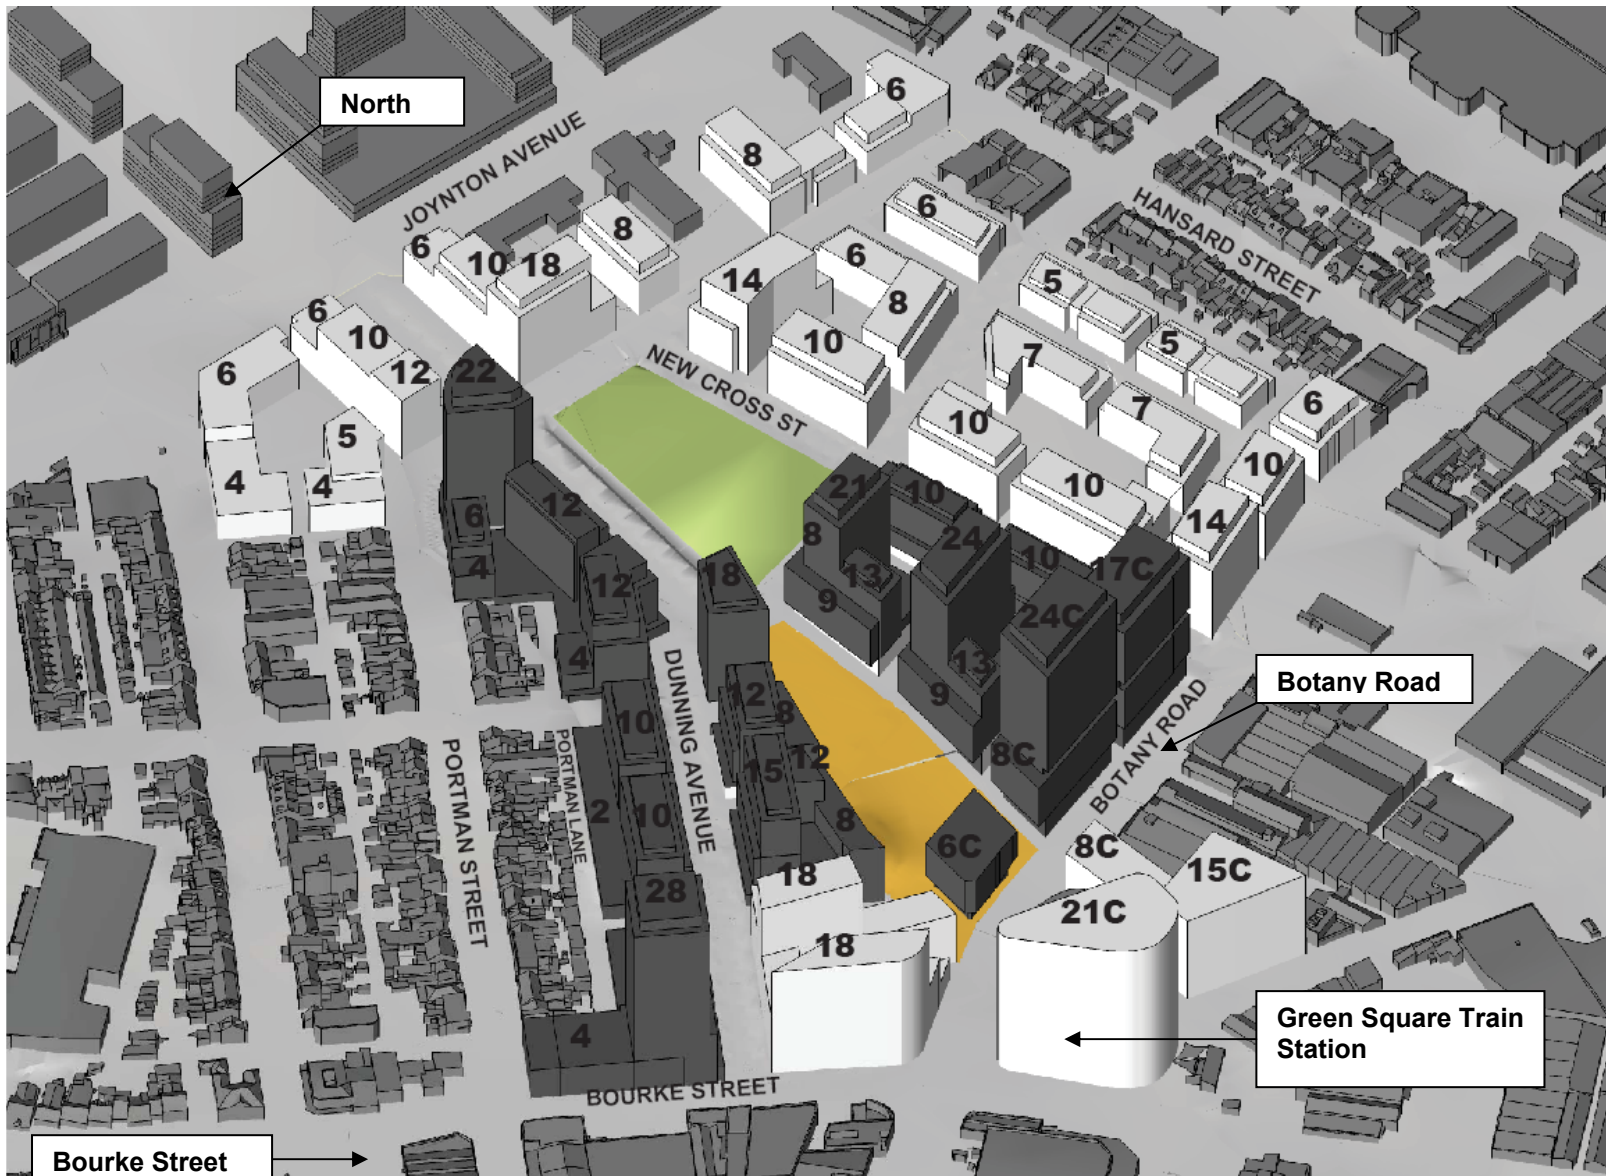 North
JOYNTON AVENUE
6
8
6
8
6
10
18
HANSARD STREET
14
6
8
5
6
10
12
6
22
NEW CROSS ST
10
7
5
5
7
6
4
4
10
10
10
14
21
10
8
24
10
17C
12
6
4
12
18
13
9
24C
4
13
9
Botany Road
DUNNING AVENUE
12
8
10
12
15
8C
BOTANY ROAD
PORTMAN STREET
PORTMAN LANE
2
10
8
6C
8C
15C
28
18
21C
18
4
Green Square Train
Station
BOURKE STREET
Bourke Street